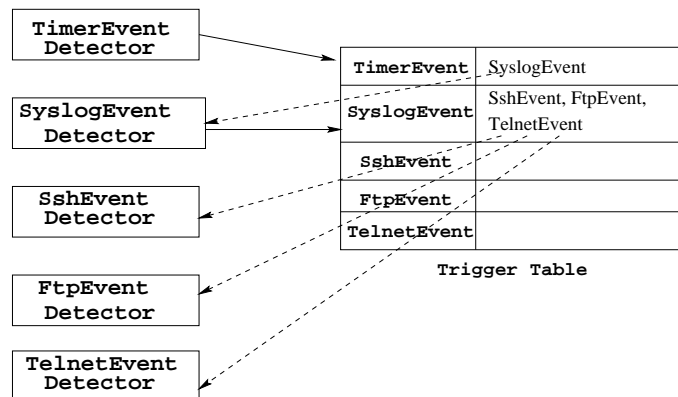 TimerEvent
Detector
SyslogEvent
Detector
SshEvent
Detector
FtpEvent
Detector
TelnetEvent
Detector
TimerEvent SyslogEvent
SyslogEvent SshEvent, FtpEvent,
TelnetEvent
SshEvent
FtpEvent
TelnetEvent
Trigger Table